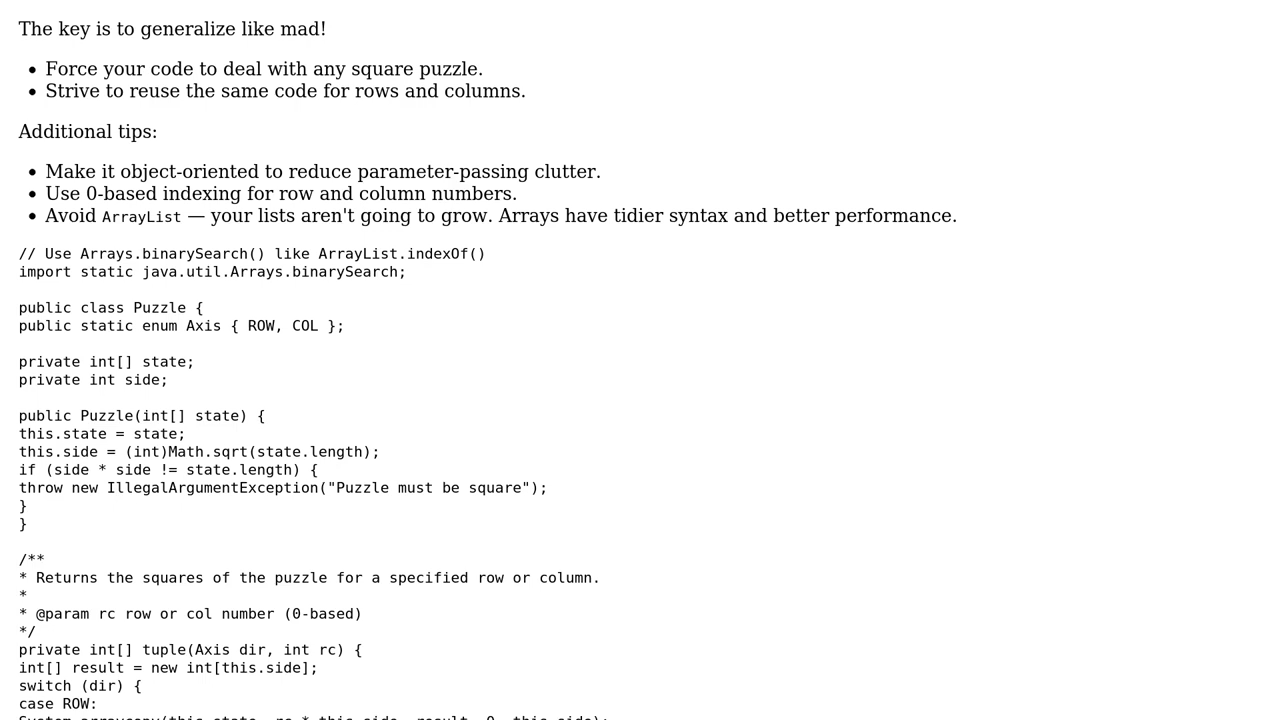 The key is to generalize like mad!
• Force your code to deal with any square puzzle.
• Strive to reuse the same code for rows and columns.
Additional tips:
• Make it object-oriented to reduce parameter-passing clutter.
• Use 0-based indexing for row and column numbers.
• Avoid ArrayList — your lists aren't going to grow. Arrays have tidier syntax and better performance.
// Use Arrays.binarySearch() like ArrayList.indexOf()
import static java.util.Arrays.binarySearch;
public class Puzzle {
public static enum Axis { ROW, COL };
private int[] state;
private int side;
public Puzzle(int[] state) {
this.state = state;
this.side = (int)Math.sqrt(state.length);
if (side * side != state.length) {
throw new IllegalArgumentException("Puzzle must be square");
}
}
/**
* Returns the squares of the puzzle for a specified row or column.
*
* @param rc row or col number (0-based)
*/
private int[] tuple(Axis dir, int rc) {
int[] result = new int[this.side];
switch (dir) {
case ROW: